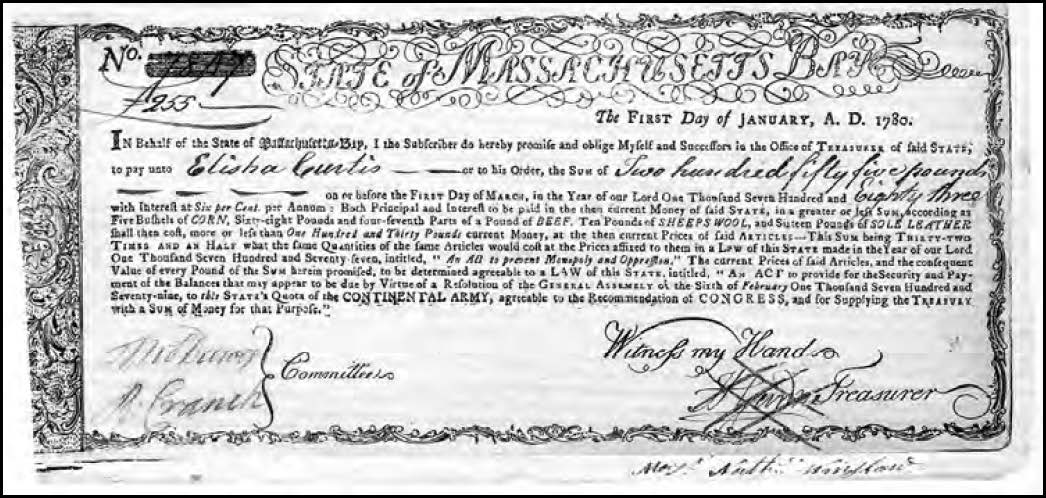 No.
£255
STATE of MASSACHUSETTS BAY
The FIRST Day of JANUARY, A. D. 1780.
IN Behalf of the State of Massachusetts-Bay, I the Subscriber do hereby promise and oblige Myself and Successors in the Office of TREASURER of said STATE,
to pay unto Elisha Curtis or to his Order, the SUM of Two hundred fifty five pounds
on or before the FIRST Day of MARCH, in the Year of our Lord One Thousand Seven Hundred and Eighty three
with Interest at Six per Cent. per Annum: Both Principal and Interest to be paid in the then current Money of said STATE, in a greater or less SUM, according as
Five Bushels of CORN, Sixty-eight Pounds and four-seventh Parts of a Pound of BEEF, Ten Pounds of SHEEPS WOOL, and Sixteen Pounds of SOLE LEATHER
shall then cost, more or less than One Hundred and Thirty Pounds current Money, at the then current Prices of said ARTICLES—This SUM being THIRTY-TWO
TIMES AND AN HALF what the same Quantities of the same Articles would cost at the Prices affixed to them in a LAW of this STATE made in the Year of our Lord
One Thousand Seven Hundred and Seventy-seven, intitled, "An ACT to prevent Monopoly and Oppression." The current Prices of said Articles, and the consequent
Value of every Pound of the SUM herein promised, to be determined agreeable to a LAW of this STATE, intitled, "An ACT to provide for the Security and Pay-
ment of the Balances that may appear to be due by Virtue of a Resolution of the GENERAL ASSEMBLY of the Sixth of February One Thousand Seven Hundred and
Seventy-nine, to this STATE's Quota of the CONTINENTAL ARMY, agreeable to the Recommendation of CONGRESS, and for Supplying the TREASURY
with a SUM of Money for that Purpose."
Witness my Hand
R. Cranch
Committee
Treasurer